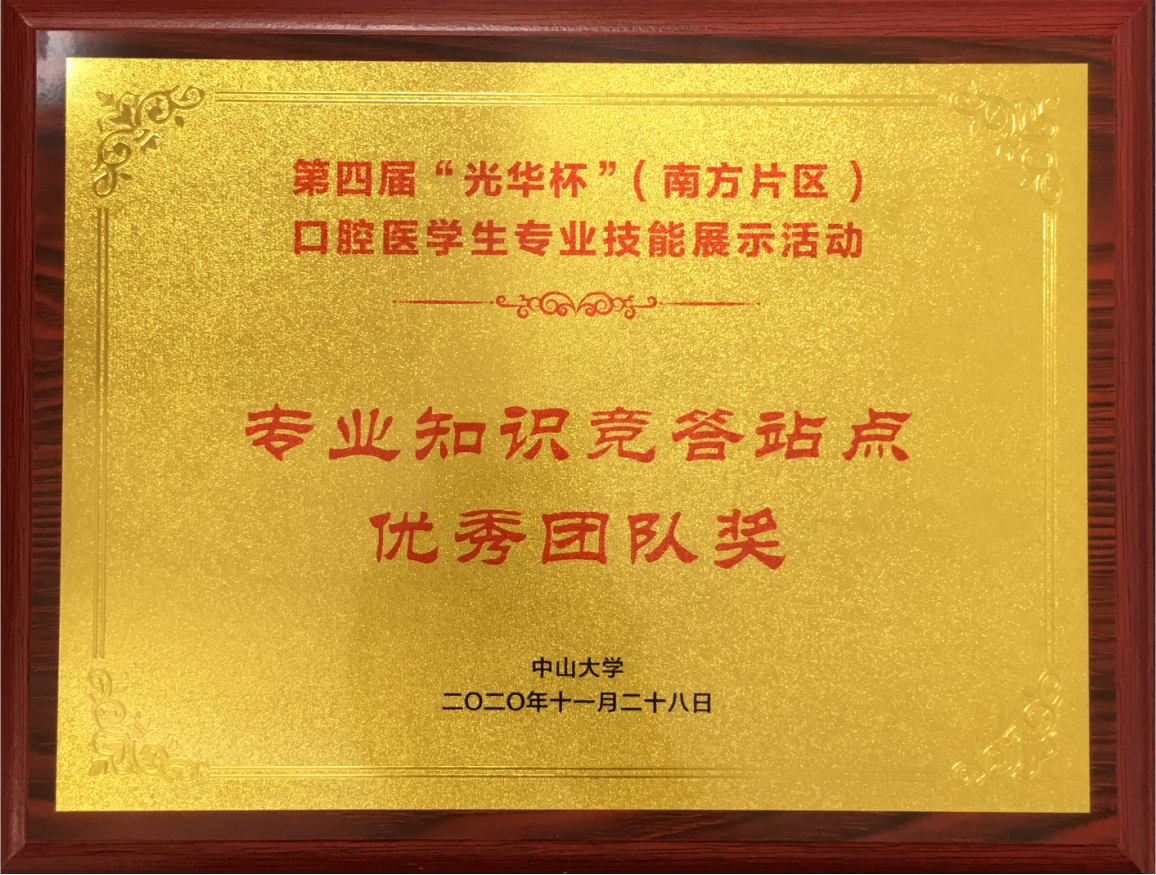 第四届“光华杯”（南方片区）
口腔医学生专业技能展示活动
专业知识竞答站点
优秀团队奖
中山大学
二〇二〇年十一月二十八日